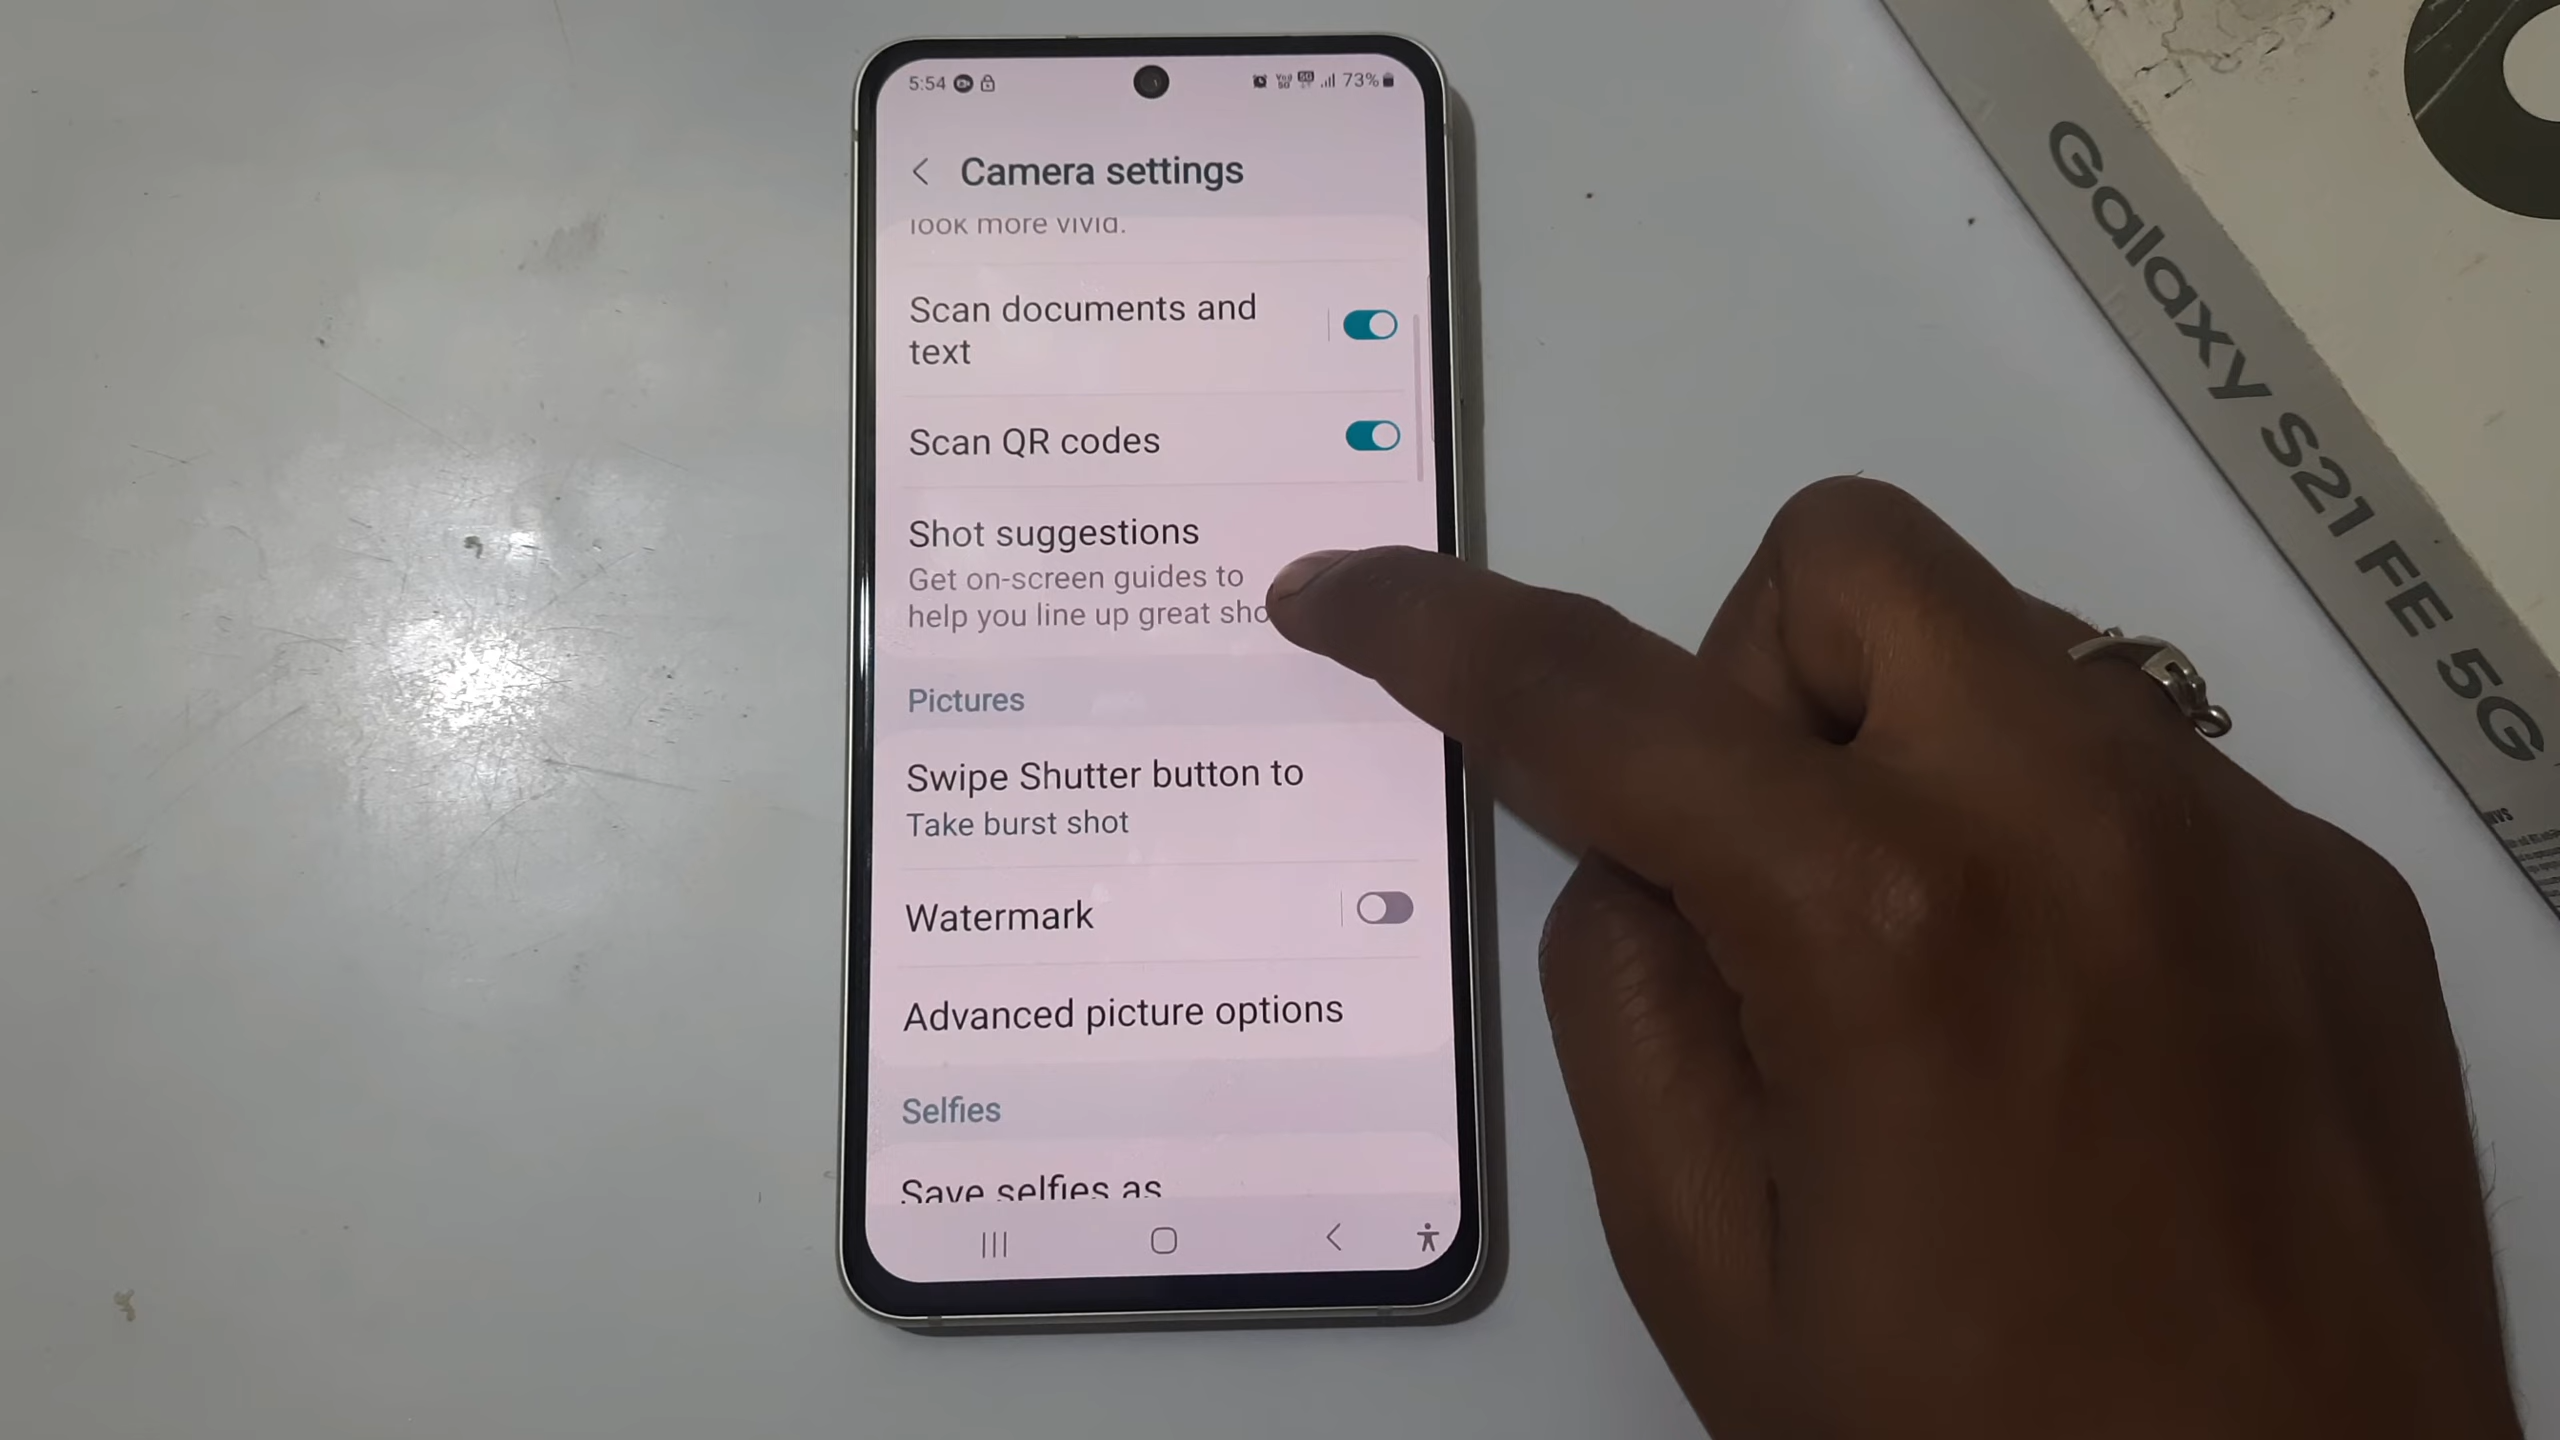 5:54
73%
Camera settings
look more vivid.
Scan documents and
text
Scan QR codes
Shot suggestions
Get on-screen guides to
help you line up great sho
Pictures
Swipe Shutter button to
Take burst shot
Watermark
Advanced picture options
Selfies
Save selfies as
Galaxy S21 FE 5G